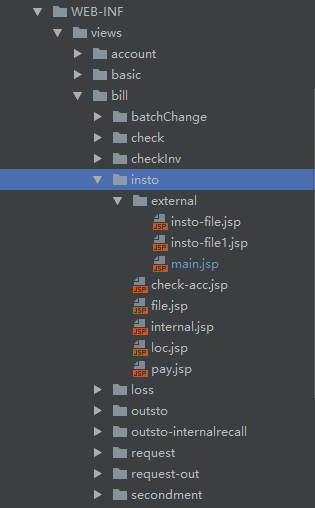 WEB-INF
views
account
basic
bill
batchChange
check
checkInv
insto
external
insto-file.jsp
insto-file1.jsp
main.jsp
check-acc.jsp
file.jsp
internal.jsp
loc.jsp
pay.jsp
loss
outsto
outsto-internalrecall
request
request-out
secondment